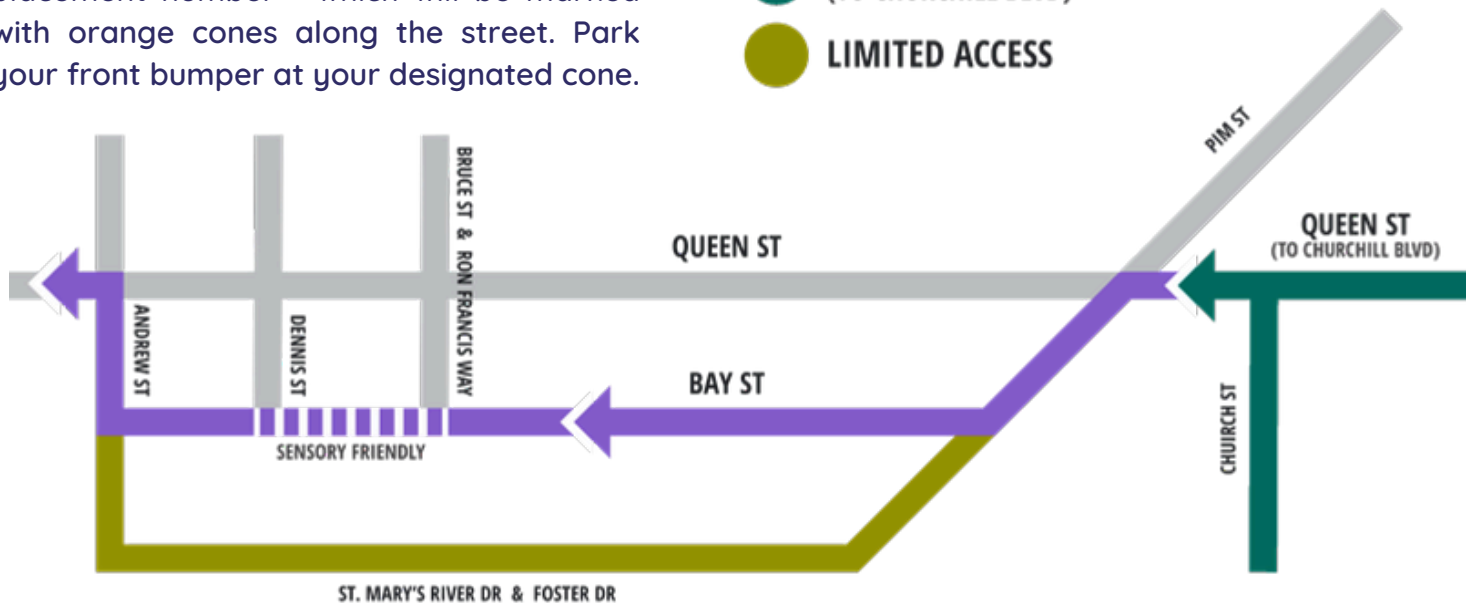 with orange cones along the street. Park
your front bumper at your designated cone.
LIMITED ACCESS
PIM ST
BRUCE ST & RON FRANCIS WAY
QUEEN ST
QUEEN ST
(TO CHURCHILL BLVD)
ANDREW ST
DENNIS ST
BAY ST
CHUIRCH ST
SENSORY FRIENDLY
ST. MARY'S RIVER DR & FOSTER DR